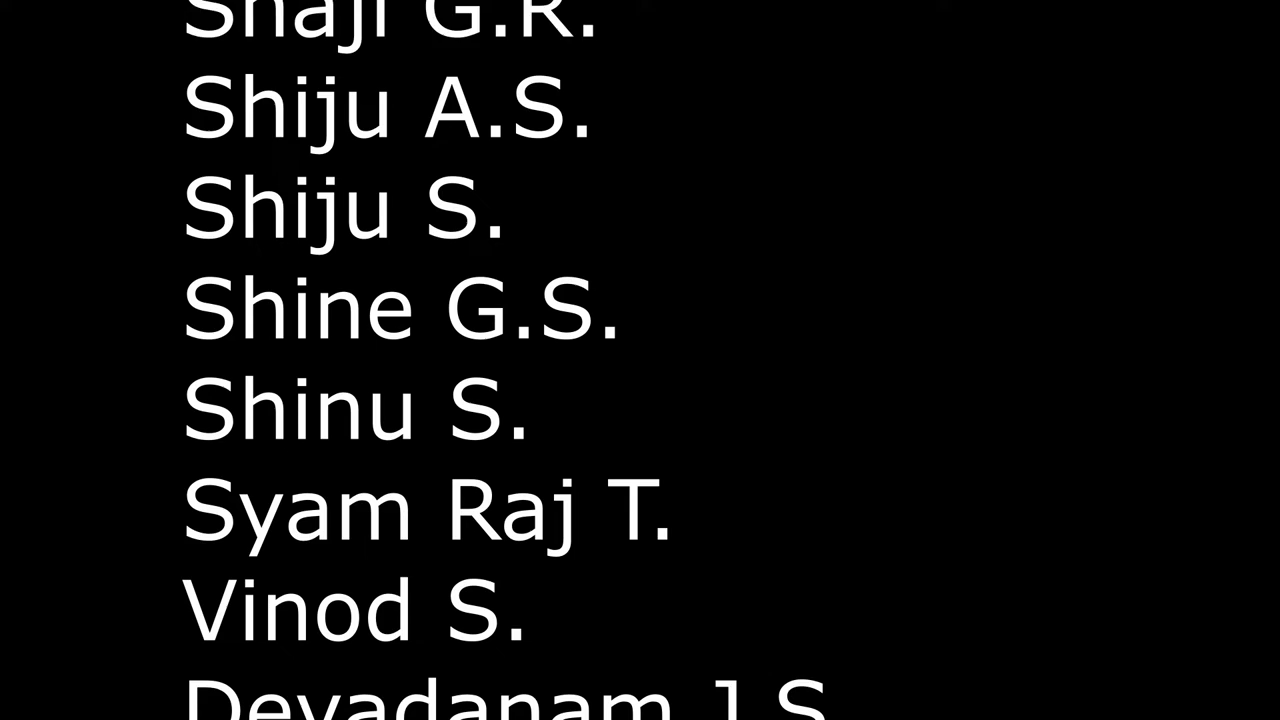 Shaji G.R.
Shiju A.S.
Shiju S.
Shine G.S.
Shinu S.
Syam Raj T.
Vinod S.
Devadanam J.S.